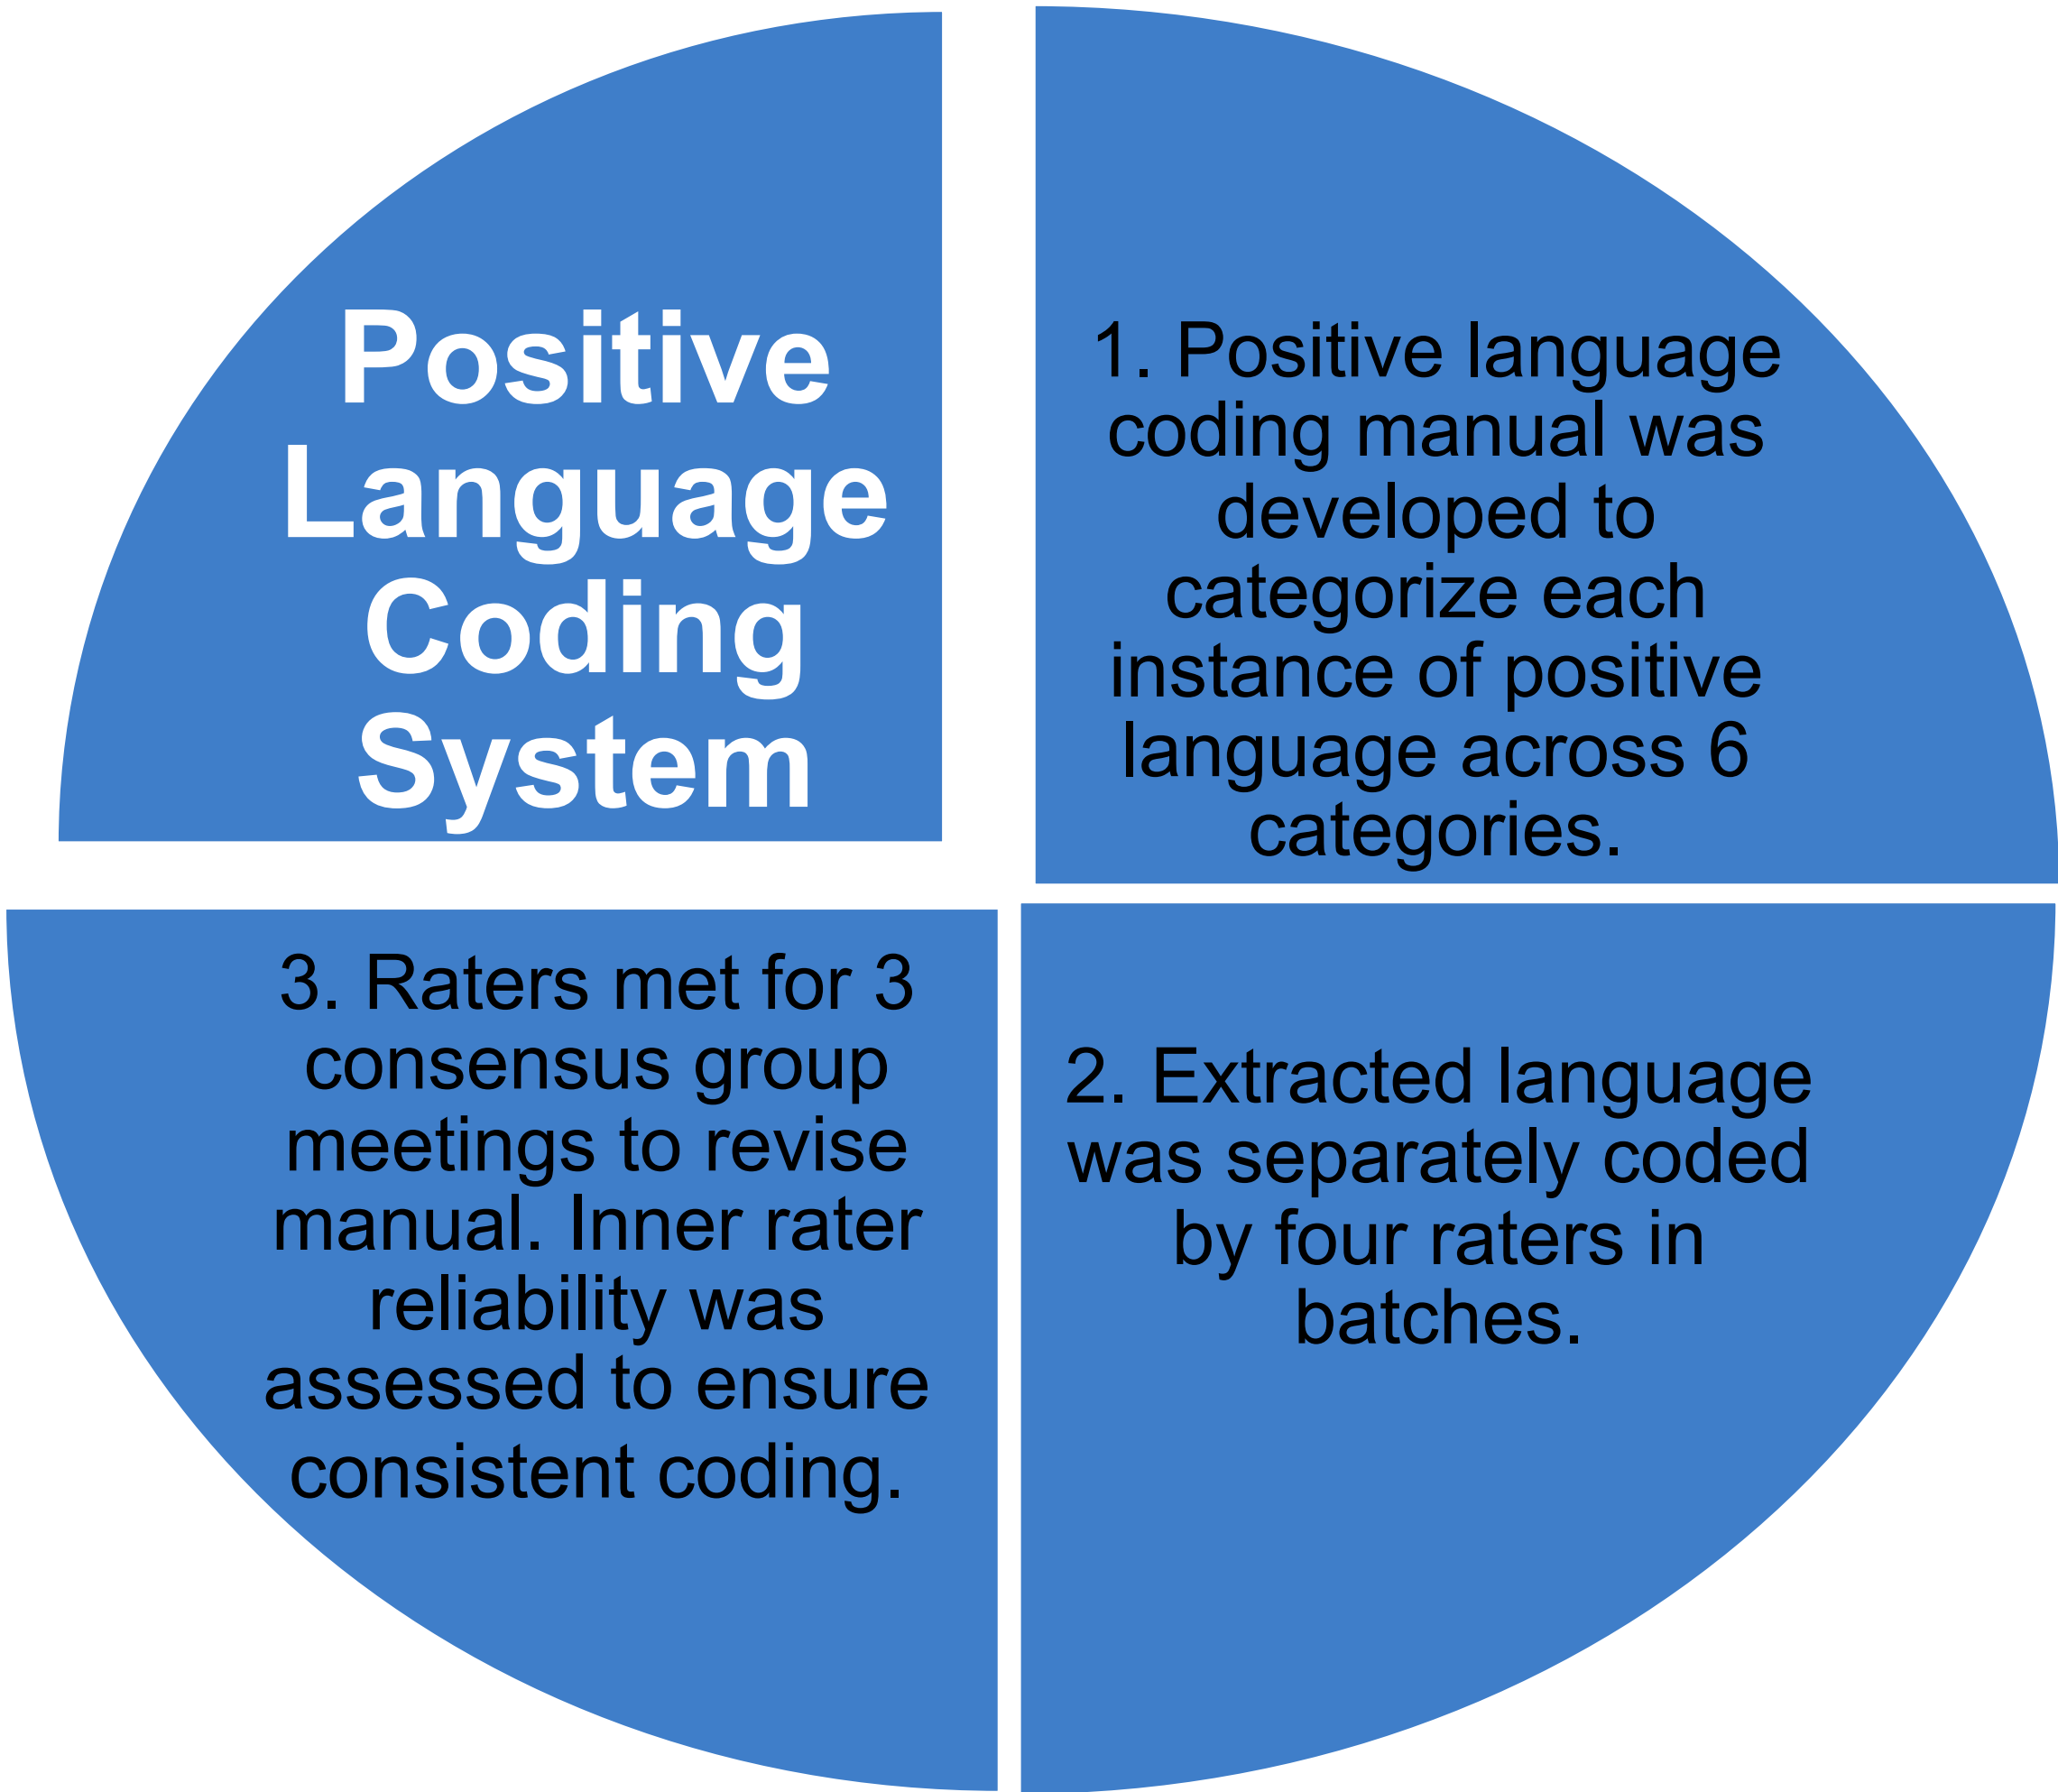 Positive
Language
Coding
System
1. Positive language
coding manual was
developed to
categorize each
instance of positive
language across 6
categories.
2. Extracted language
was separately coded
by four raters in
batches.
3. Raters met for 3
consensus group
meetings to revise
manual. Inner rater
reliability was
assessed to ensure
consistent coding.